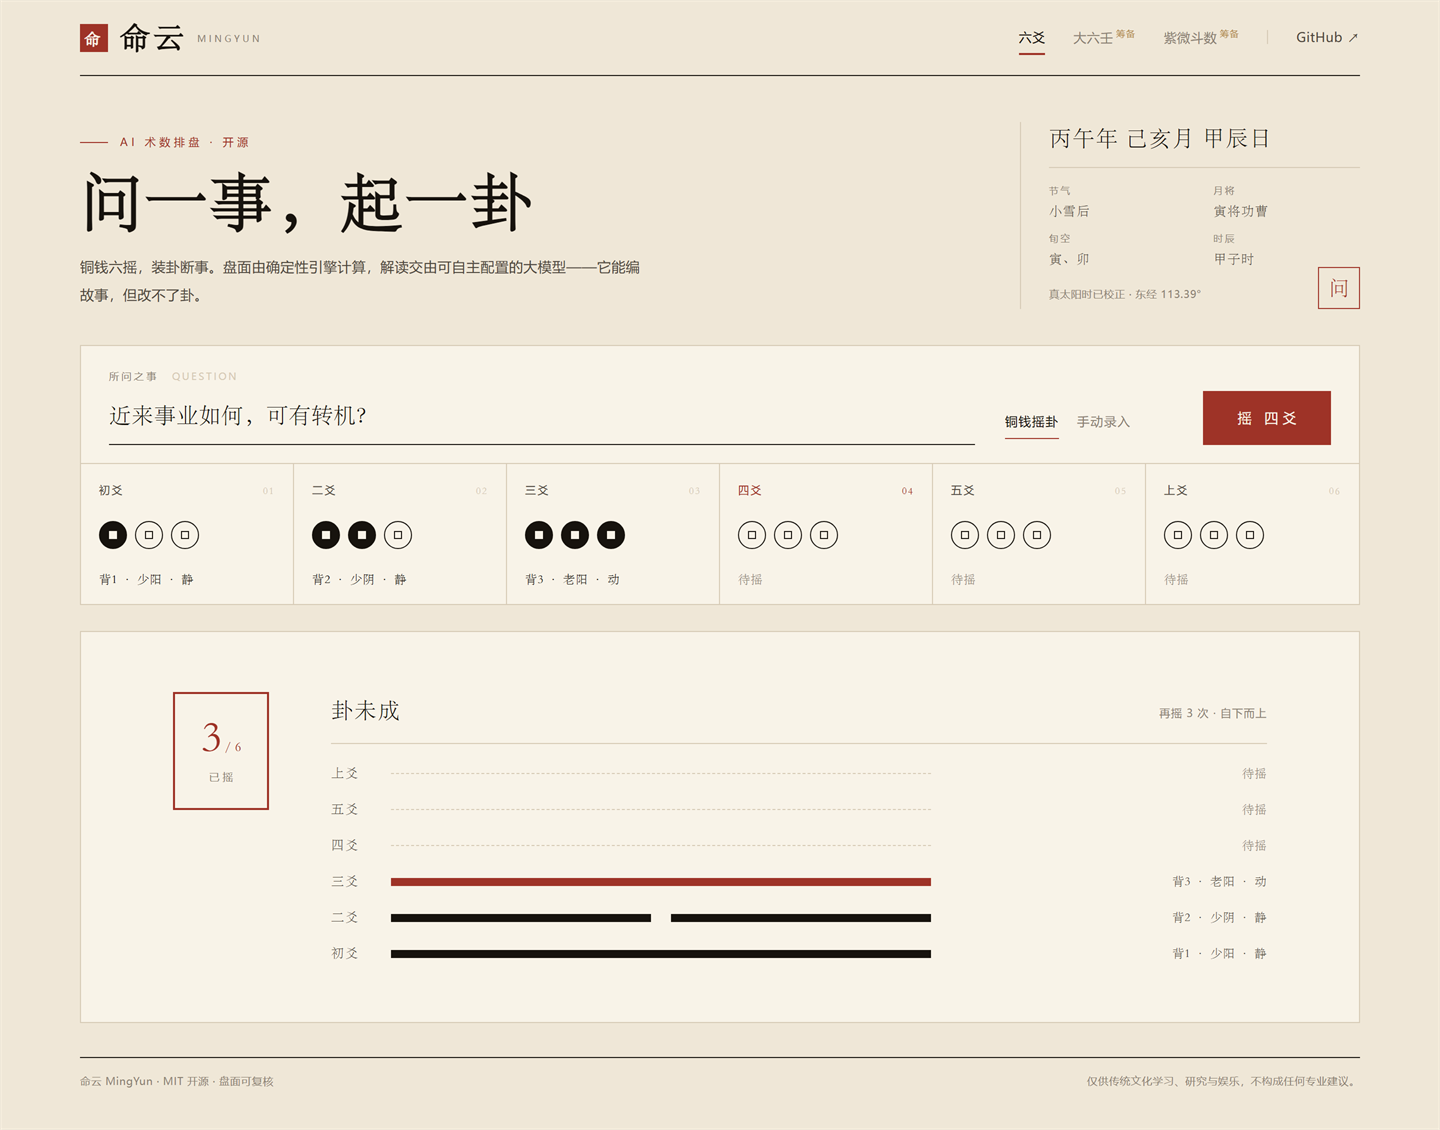 命 命云 MINGYUN
六爻 大六壬 筹备 紫微斗数 筹备 GitHub ↗
AI 术数排盘 · 开源
问一事，起一卦
铜钱六摇，装卦断事。盘面由确定性引擎计算，解读交由可自主配置的大模型——它能编
故事，但改不了卦。
丙午年 己亥月 甲辰日
节气 月将
小雪后 寅将功曹
旬空 时辰
寅、卯 甲子时
真太阳时已校正 · 东经 113.39°
问
所问之事 QUESTION
近来事业如何，可有转机？
铜钱摇卦 手动录入
摇 四爻
初爻 01
背1 · 少阳 · 静
二爻 02
背2 · 少阴 · 静
三爻 03
背3 · 老阳 · 动
四爻 04
待摇
五爻 05
待摇
上爻 06
待摇
3 / 6
已摇
卦未成 再摇 3 次 · 自下而上
上爻 待摇
五爻 待摇
四爻 待摇
三爻 背3 · 老阳 · 动
二爻 背2 · 少阴 · 静
初爻 背1 · 少阳 · 静
命云 MingYun · MIT 开源 · 盘面可复核
仅供传统文化学习、研究与娱乐，不构成任何专业建议。